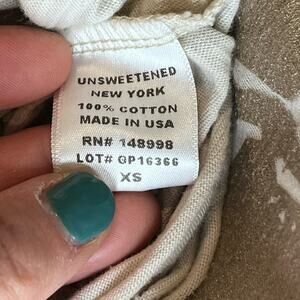 UNSWEETENED
NEW YORK
100% COTTON
MADE IN USA
RN# 148998
LOT# GP16366
XS